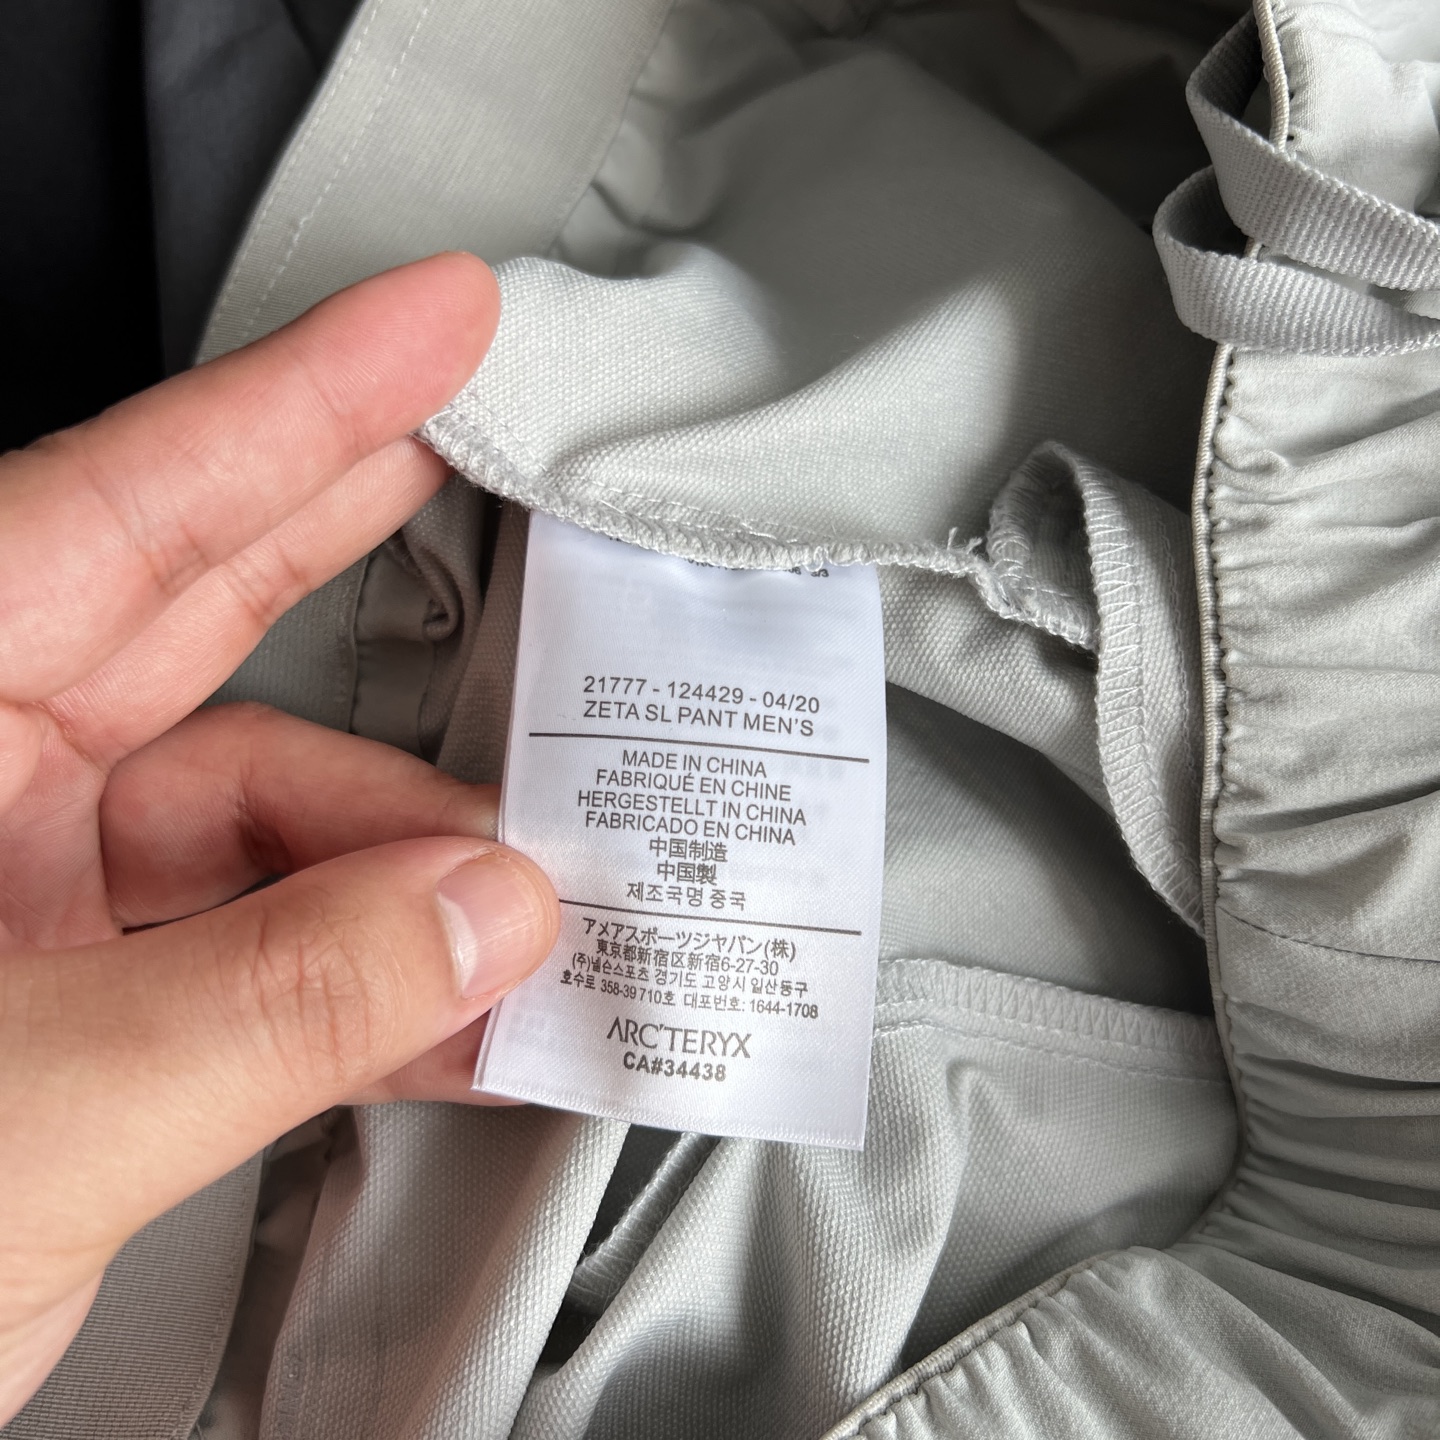 21777 - 124429 - 04/20
ZETA SL PANT MEN'S
MADE IN CHINA
FABRIQUÉ EN CHINE
HERGESTELLT IN CHINA
FABRICADO EN CHINA
中国制造
中国製
제조국명 중국
アメアスポーツジャパン(株)
東京都新宿区新宿6-27-30
(주)넬슨스포츠 경기도 고양시 일산동구
호수로 358-39 710호 대포번호: 1644-1708
ARC'TERYX
CA#34438